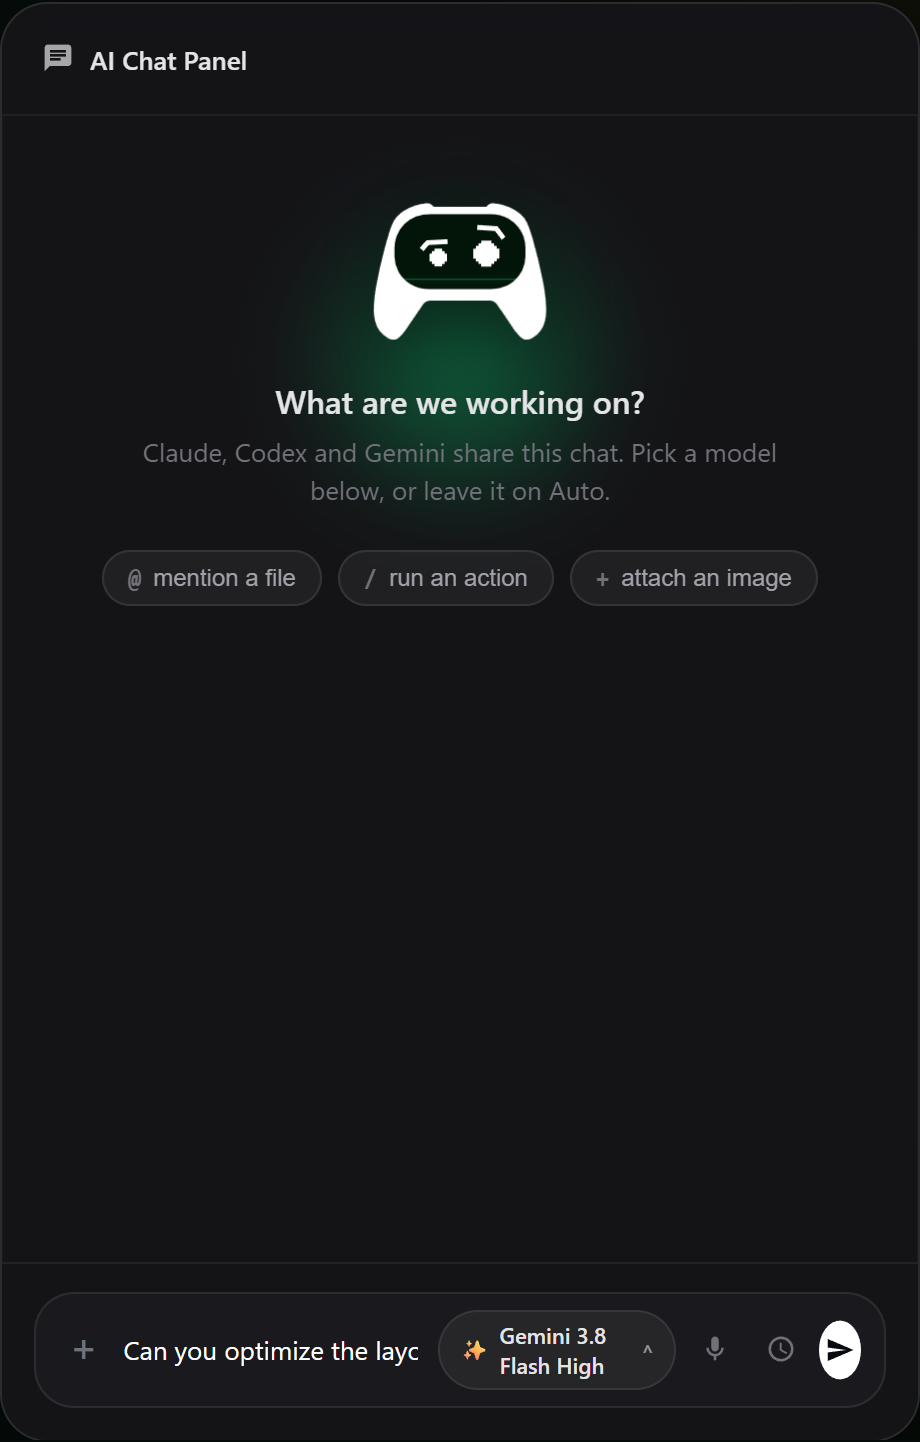 AI Chat Panel
What are we working on?
Claude, Codex and Gemini share this chat. Pick a model
below, or leave it on Auto.
@ mention a file
/ run an action
+ attach an image
Can you optimize the layo
Gemini 3.8
Flash High